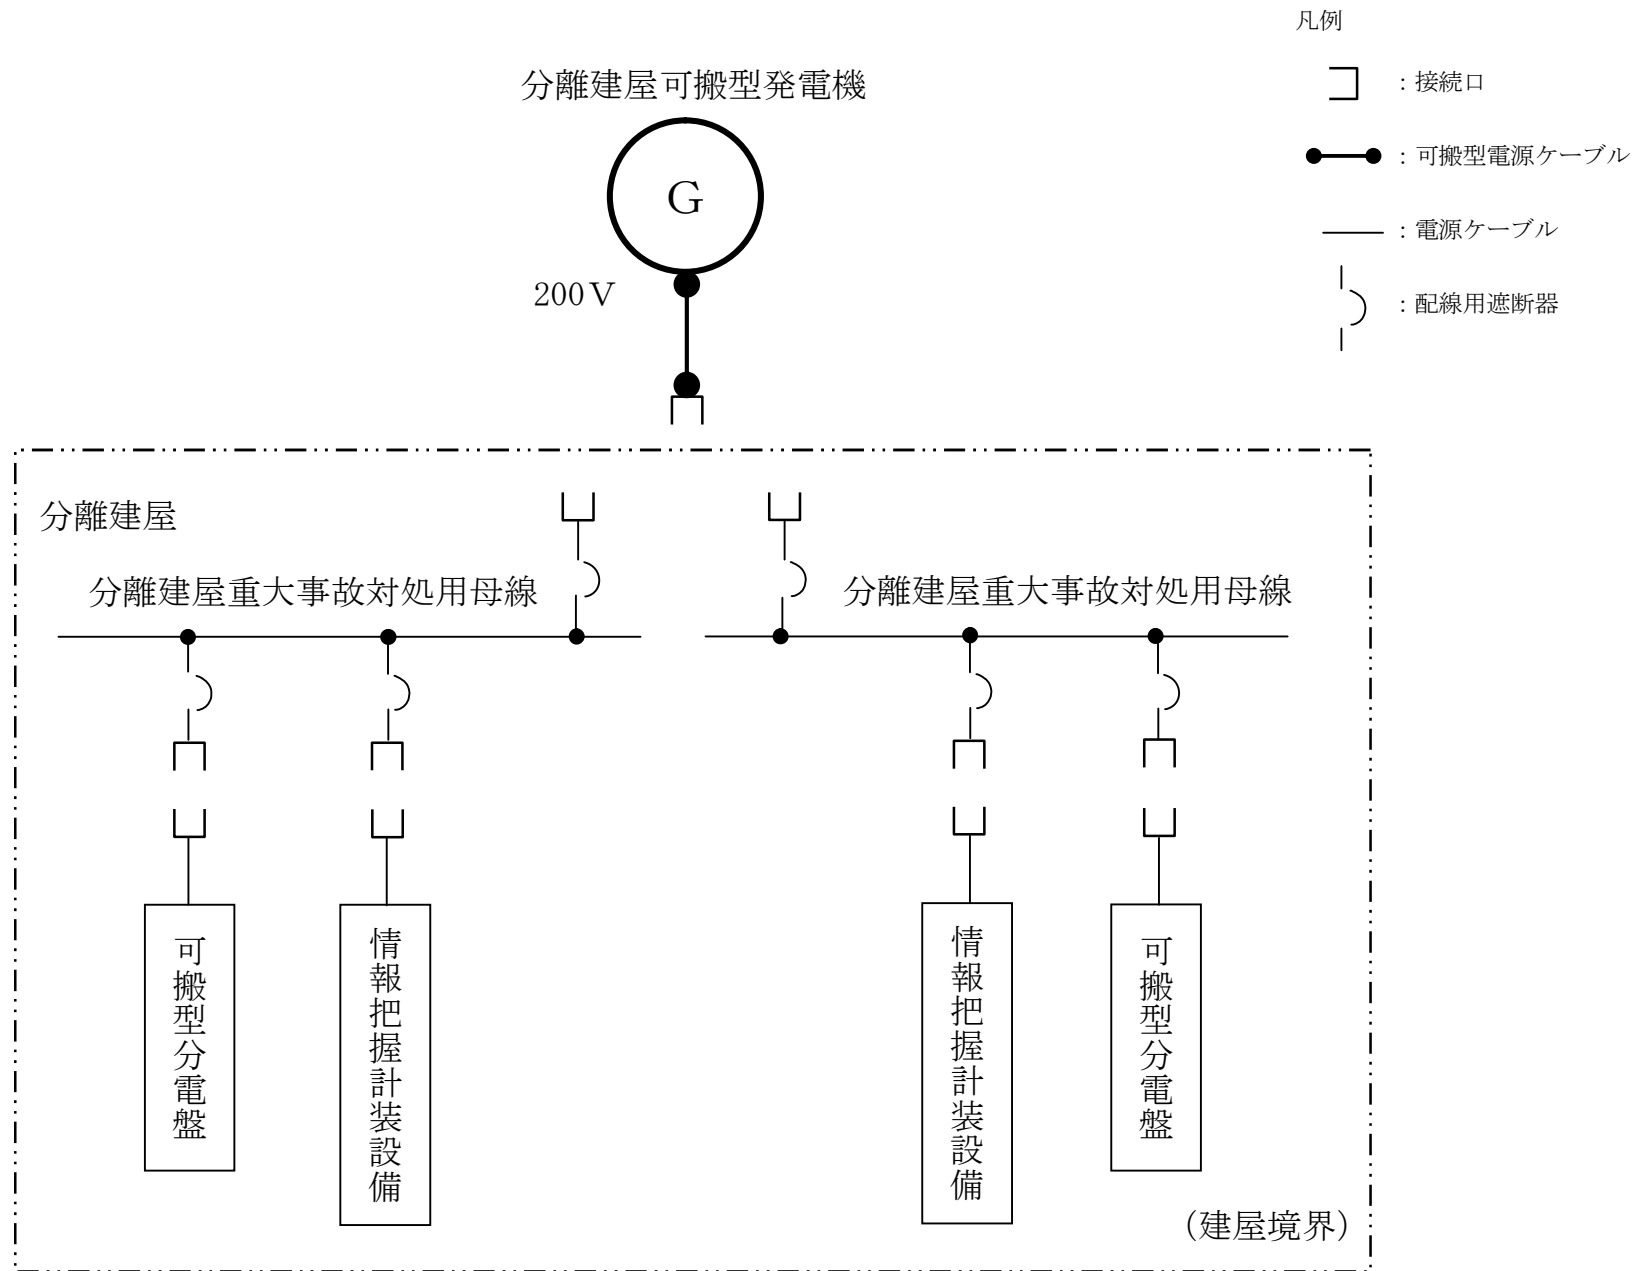 凡例
：接続口
：可搬型電源ケーブル
：電源ケーブル
：配線用遮断器
分離建屋可搬型発電機
G
200V
分離建屋
分離建屋重大事故対処用母線
分離建屋重大事故対処用母線
可搬型分電盤
情報把握計装設備
情報把握計装設備
可搬型分電盤
（建屋境界）